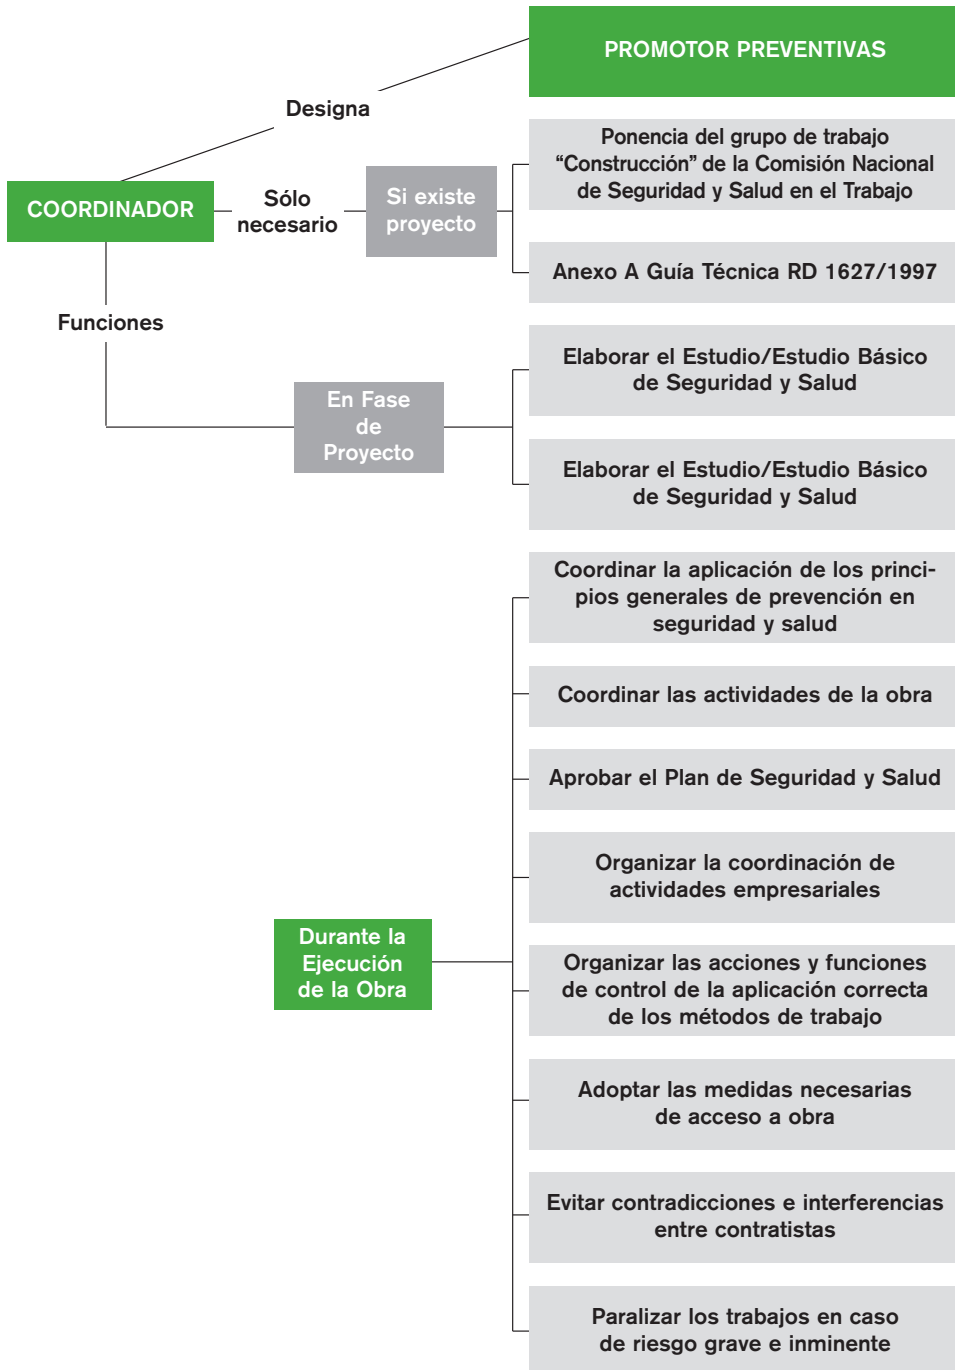 PROMOTOR PREVENTIVAS
Designa
Ponencia del grupo de trabajo
“Construcción” de la Comisión Nacional
de Seguridad y Salud en el Trabajo
COORDINADOR
Sólo
necesario
Si existe
proyecto
Anexo A Guía Técnica RD 1627/1997
Funciones
Elaborar el Estudio/Estudio Básico
de Seguridad y Salud
En Fase
de
Proyecto
Elaborar el Estudio/Estudio Básico
de Seguridad y Salud
Coordinar la aplicación de los princi-
pios generales de prevención en
seguridad y salud
Coordinar las actividades de la obra
Aprobar el Plan de Seguridad y Salud
Organizar la coordinación de
actividades empresariales
Durante la
Ejecución
de la Obra
Organizar las acciones y funciones
de control de la aplicación correcta
de los métodos de trabajo
Adoptar las medidas necesarias
de acceso a obra
Evitar contradicciones e interferencias
entre contratistas
Paralizar los trabajos en caso
de riesgo grave e inminente